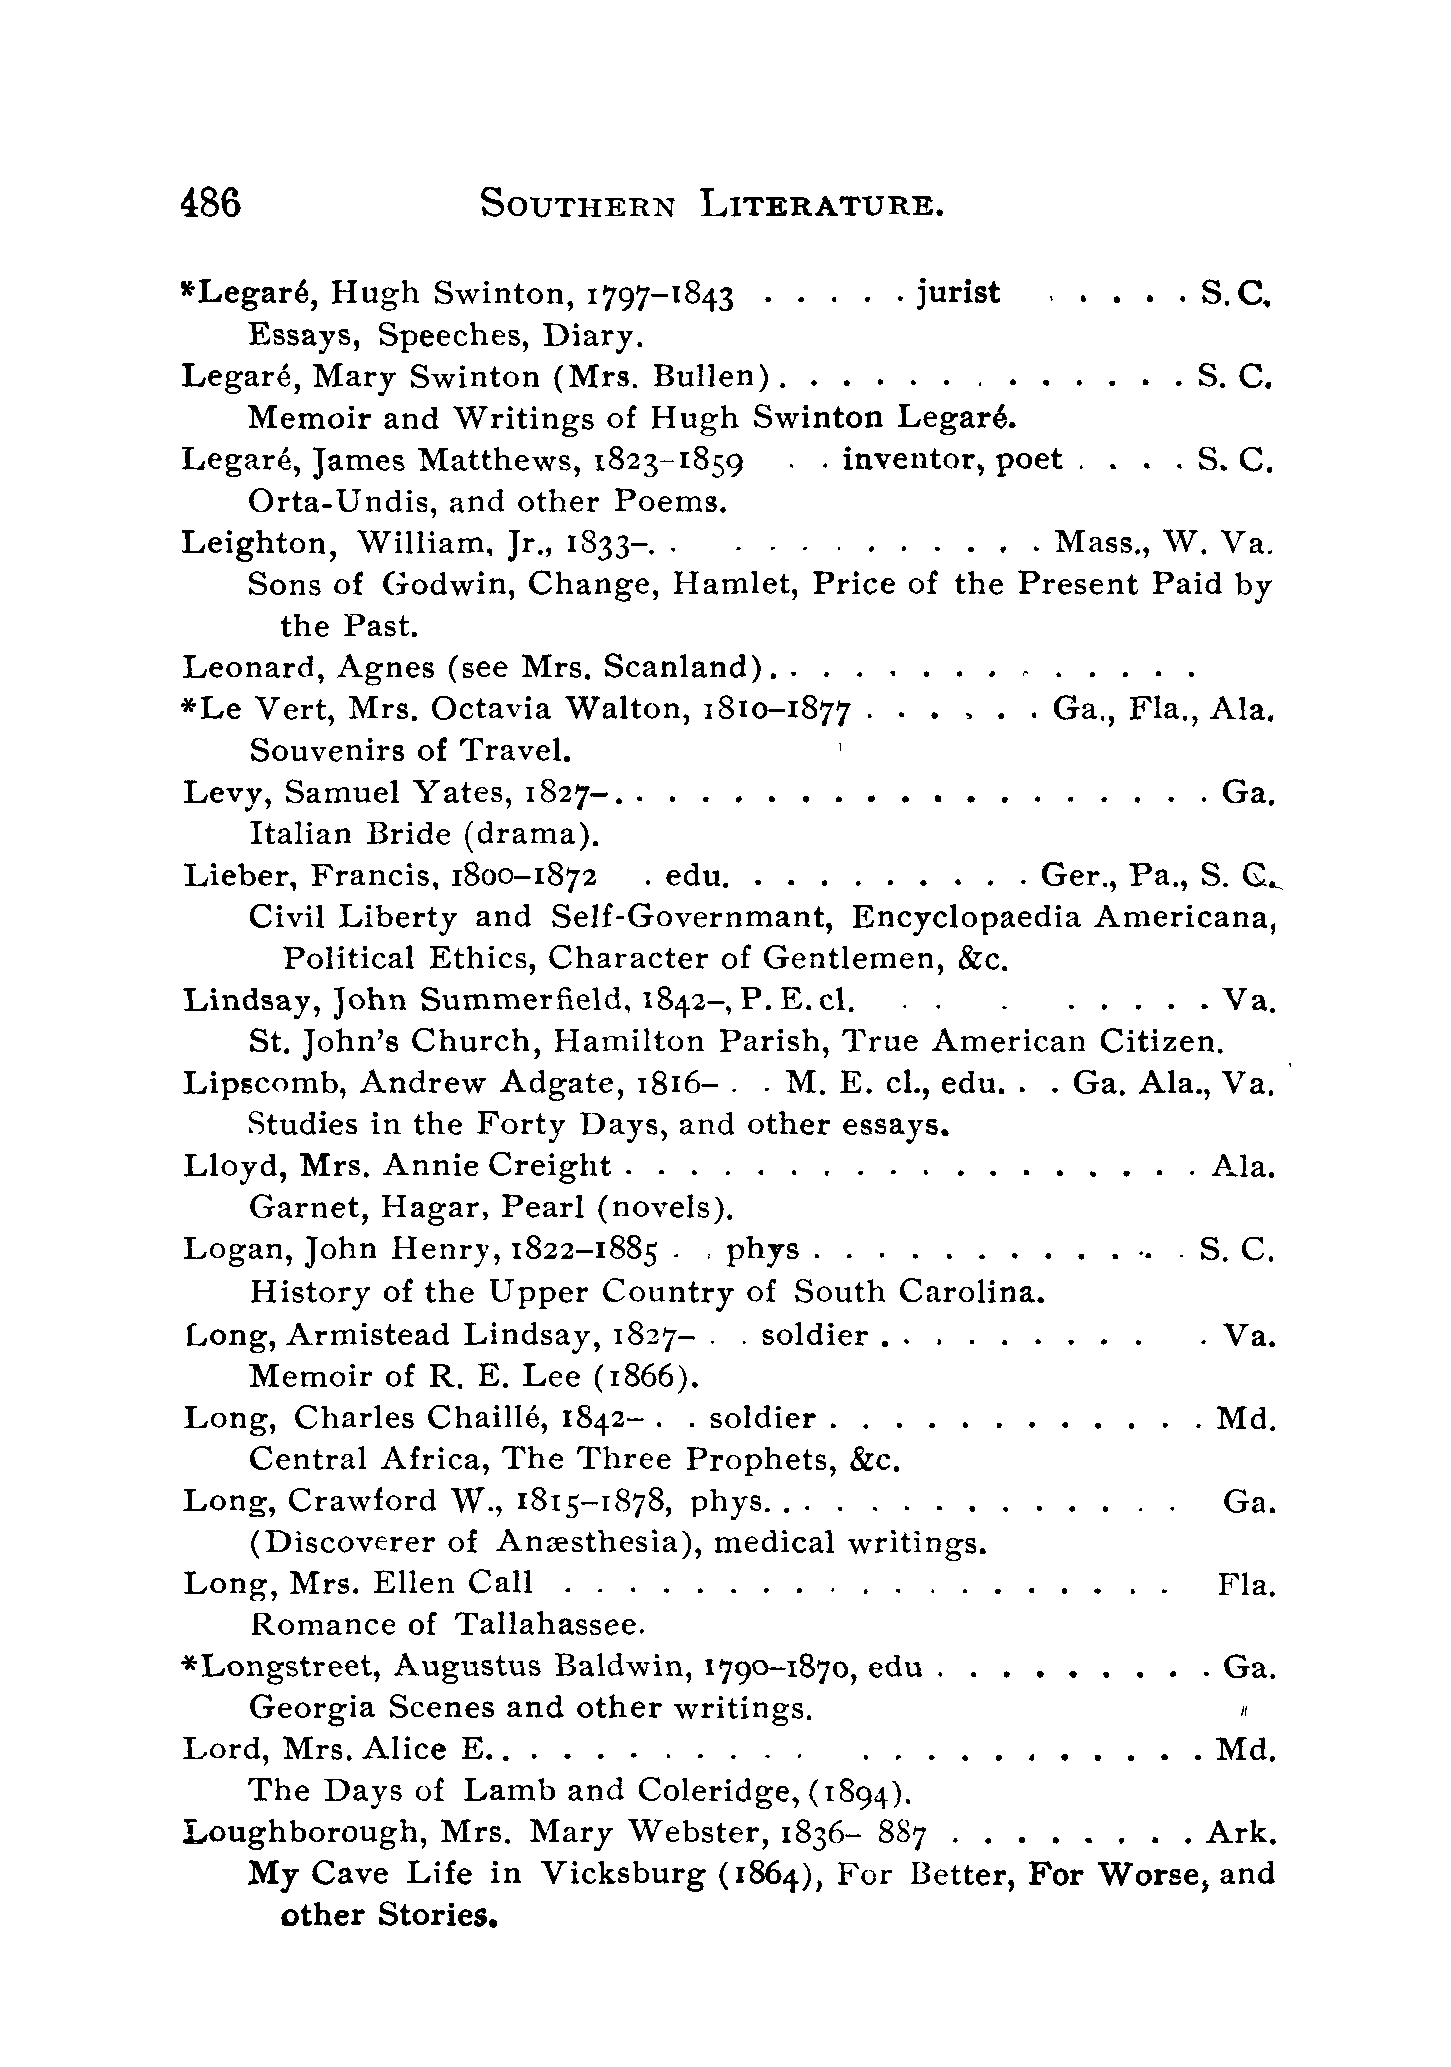 486 SOUTHERN LITERATURE.
*Legaré, Hugh Swinton, 1797–1843 . . . . . jurist . . . . . S. C.
Essays, Speeches, Diary.
Legaré, Mary Swinton (Mrs. Bullen) . . . . . . . . . . . . . S. C.
Memoir and Writings of Hugh Swinton Legaré.
Legaré, James Matthews, 1823–1859 . . inventor, poet . . . . S. C.
Orta-Undis, and other Poems.
Leighton, William, Jr., 1833–. . . . . . . . . . . . Mass., W. Va.
Sons of Godwin, Change, Hamlet, Price of the Present Paid by
the Past.
Leonard, Agnes (see Mrs. Scanland). . . . . . . . . . . . . .
*Le Vert, Mrs. Octavia Walton, 1810–1877 . . . . . . Ga., Fla., Ala.
Souvenirs of Travel.
Levy, Samuel Yates, 1827–. . . . . . . . . . . . . . . . . . . Ga.
Italian Bride (drama).
Lieber, Francis, 1800–1872 . edu. . . . . . . . . . Ger., Pa., S. C.
Civil Liberty and Self-Governmant, Encyclopaedia Americana,
Political Ethics, Character of Gentlemen, &c.
Lindsay, John Summerfield, 1842–, P. E. cl. . . . . . . . . Va.
St. John's Church, Hamilton Parish, True American Citizen.
Lipscomb, Andrew Adgate, 1816– . . M. E. cl., edu. . . Ga. Ala., Va.
Studies in the Forty Days, and other essays.
Lloyd, Mrs. Annie Creight . . . . . . . . . . . . . . . . . . Ala.
Garnet, Hagar, Pearl (novels).
Logan, John Henry, 1822–1885 . . phys . . . . . . . . . . . . S. C.
History of the Upper Country of South Carolina.
Long, Armistead Lindsay, 1827– . . soldier . . . . . . . . . . Va.
Memoir of R. E. Lee (1866).
Long, Charles Chaillé, 1842– . . soldier . . . . . . . . . . . . Md.
Central Africa, The Three Prophets, &c.
Long, Crawford W., 1815–1878, phys. . . . . . . . . . . . . . Ga.
(Discoverer of Anæsthesia), medical writings.
Long, Mrs. Ellen Call . . . . . . . . . . . . . . . . . . . Fla.
Romance of Tallahassee.
*Longstreet, Augustus Baldwin, 1790–1870, edu . . . . . . . . . Ga.
Georgia Scenes and other writings.
Lord, Mrs. Alice E. . . . . . . . . . . . . . . . . . . . . . Md.
The Days of Lamb and Coleridge, (1894).
Loughborough, Mrs. Mary Webster, 1836– 887 . . . . . . . . Ark.
My Cave Life in Vicksburg (1864), For Better, For Worse, and
other Stories.